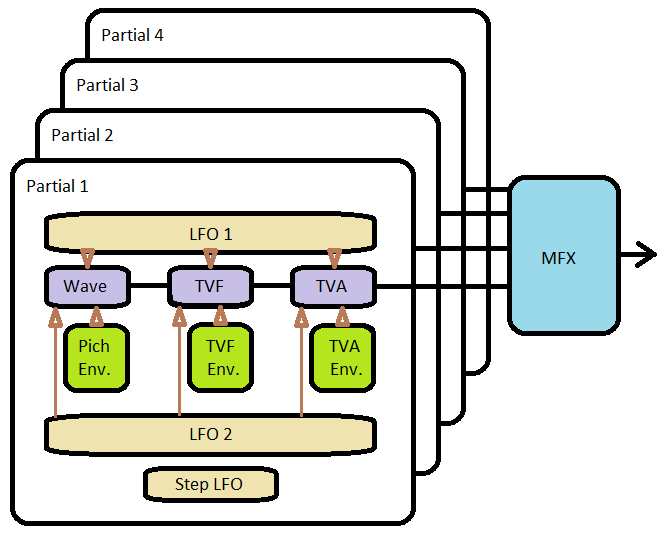 Partial 4
Partial 3
Partial 2
Partial 1
LFO 1
Wave
TVF
TVA
MFX
Pich
Env.
TVF
Env.
TVA
Env.
LFO 2
Step LFO